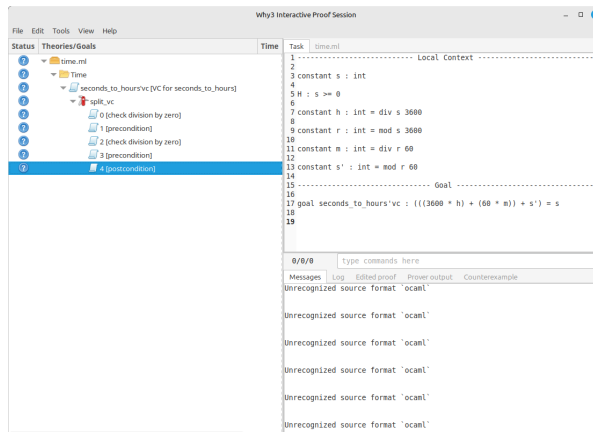 Why3 Interactive Proof Session
File Edit Tools View Help
Status Theories/Goals Time
time.ml
Time
seconds_to_hours'vc [VC for seconds_to_hours]
split_vc
0 [check division by zero]
1 [precondition]
2 [check division by zero]
3 [precondition]
4 [postcondition]
Task time.ml
1 --------------------------- Local Context ---------------------------
2
3 constant s : int
4
5 H : s >= 0
6
7 constant h : int = div s 3600
8
9 constant r : int = mod s 3600
10
11 constant m : int = div r 60
12
13 constant s' : int = mod r 60
14
15 ------------------------------- Goal -------------------------------
16
17 goal seconds_to_hours'vc : (((3600 * h) + (60 * m)) + s') = s
18
19
0/0/0 type commands here
Messages Log Edited proof Prover output Counterexample
Unrecognized source format `ocaml`
Unrecognized source format `ocaml`
Unrecognized source format `ocaml`
Unrecognized source format `ocaml`
Unrecognized source format `ocaml`
Unrecognized source format `ocaml`